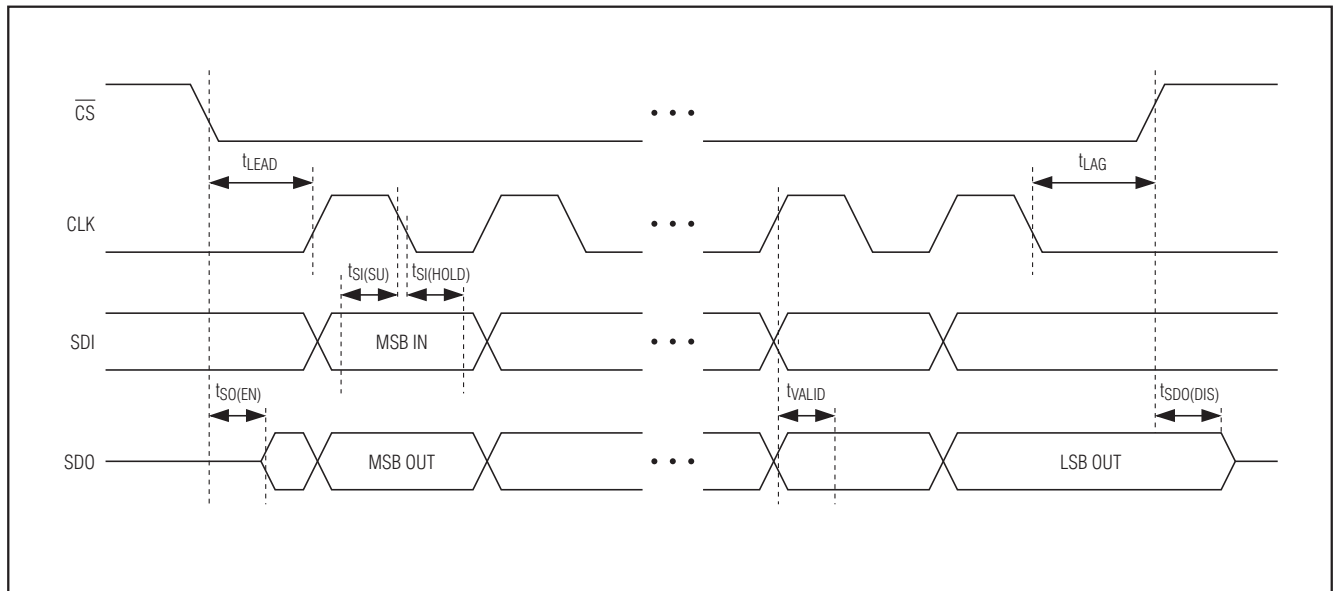 CS
tLEAD
tLAG
CLK
tSI(SU)
tSI(HOLD)
SDI
MSB IN
tSO(EN)
tVALID
tSDO(DIS)
SDO
MSB OUT
LSB OUT